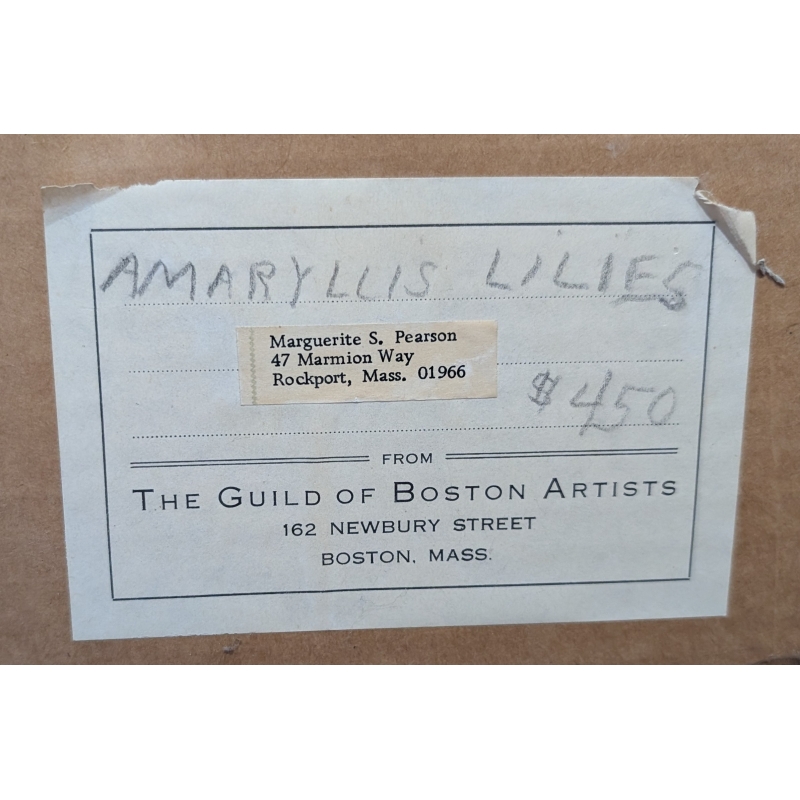 AMARYLLIS LILIES
Marguerite S. Pearson
47 Marmion Way
Rockport, Mass. 01966
$450
FROM
THE GUILD OF BOSTON ARTISTS
162 NEWBURY STREET
BOSTON, MASS.